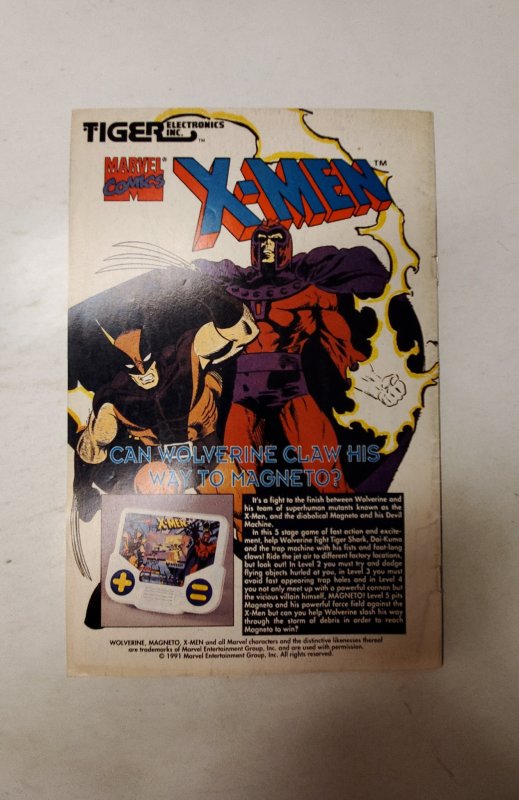 TIGER ELECTRONICS INC.™
MARVEL® COMICS
X-MEN™
CAN WOLVERINE CLAW HIS
WAY TO MAGNETO?
It's a fight to the finish between Wolverine and
his team of superhuman mutants known as the
X-Men, and the diabolical Magneto and his Devil
Machine.
In this 5 stage game of fast action and excite-
ment, help Wolverine fight Tiger Shark, Dai-Kuma
and the trap machine with his fists and foot-long
claws! Ride the jet air to different factory locations,
but look out! In Level 2 you must try and dodge
flying objects hurled at you, in Level 3 you must
avoid fast appearing trap holes and in Level 4
you not only meet up with a powerful cannon but
the vicious villain himself, MAGNETO! Level 5 pits
Magneto and his powerful force field against the
X-Men but can you help Wolverine slash his way
through the storm of debris in order to reach
Magneto to win?
X-MEN
WOLVERINE, MAGNETO, X-MEN and all Marvel characters and the distinctive likenesses thereof
are trademarks of Marvel Entertainment Group, Inc. and are used with permission.
© 1991 Marvel Entertainment Group, Inc. All rights reserved.